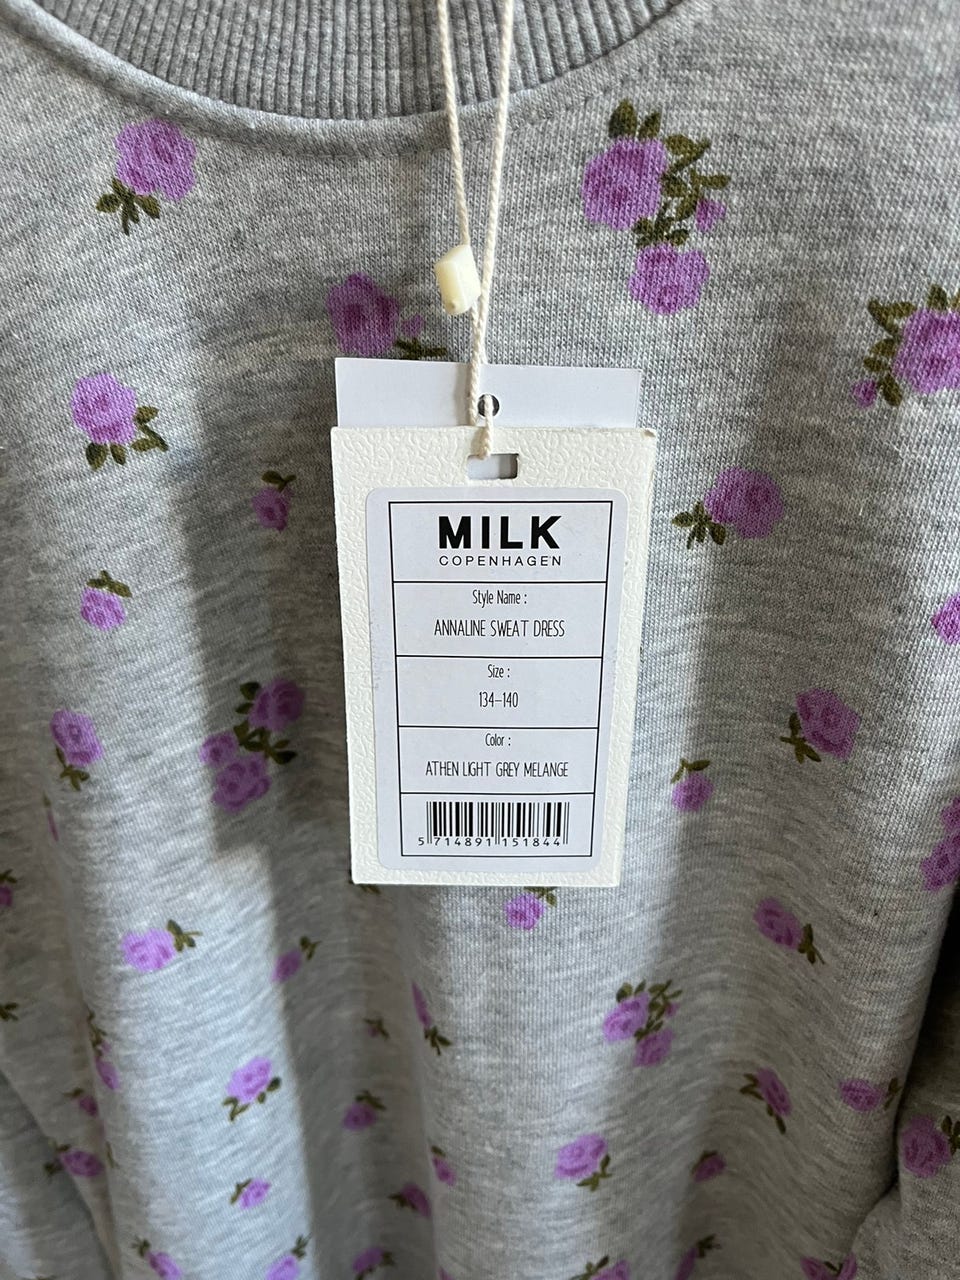 MILK
COPENHAGEN
Style Name :
ANNALINE SWEAT DRESS
Size :
134-140
Color :
ATHEN LIGHT GREY MELANGE
5 714891 151844